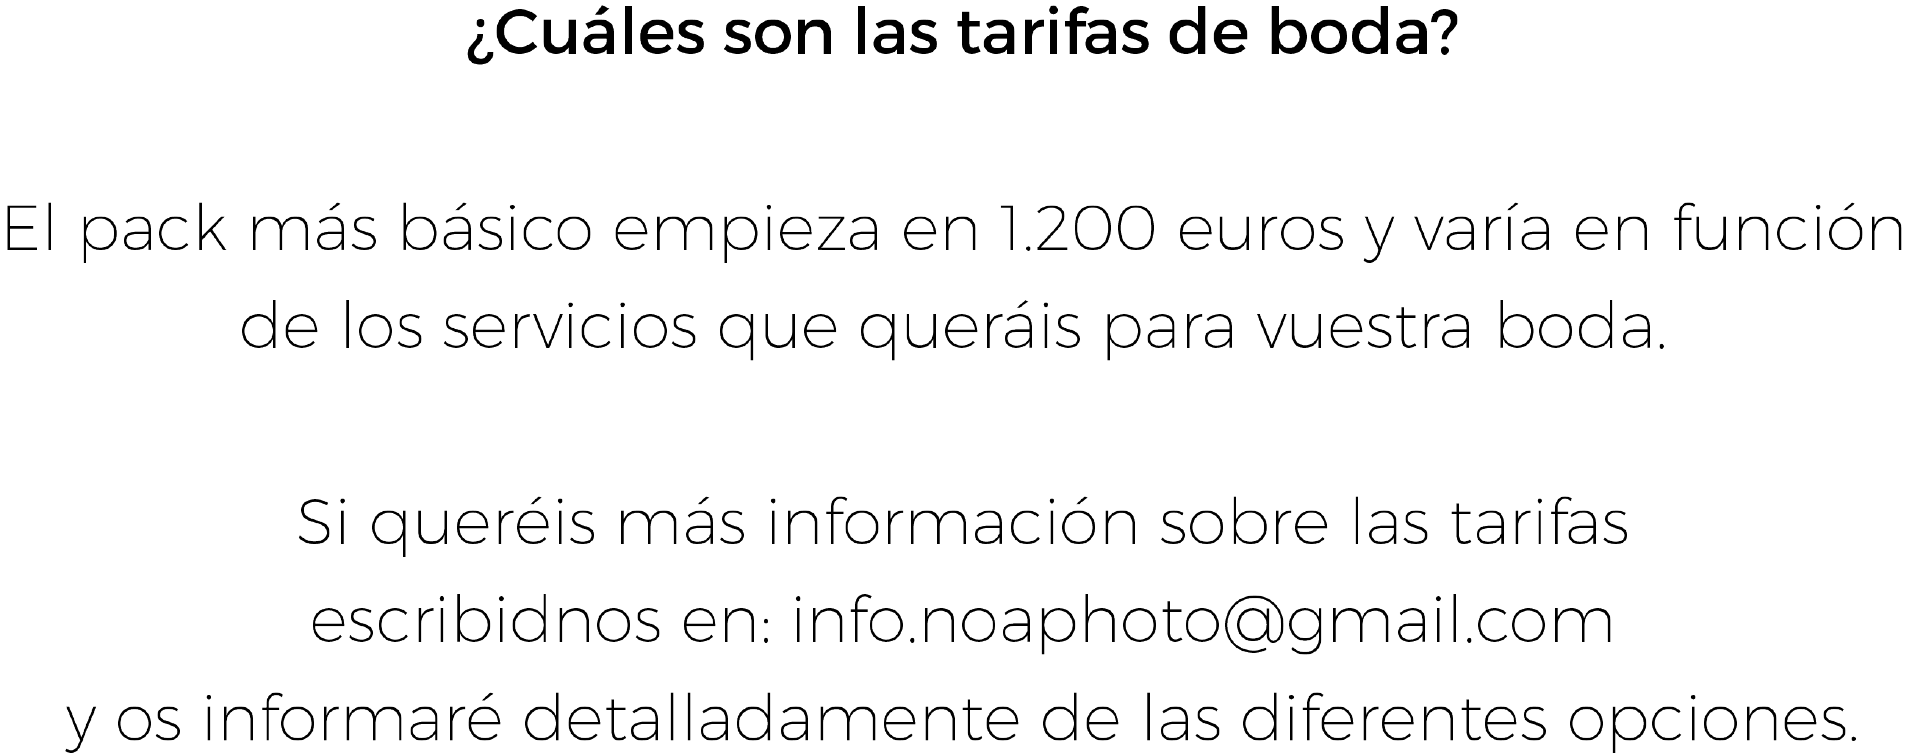 ¿Cuáles son las tarifas de boda?
El pack más básico empieza en 1.200 euros y varía en función
de los servicios que queráis para vuestra boda.
Si queréis más información sobre las tarifas
escribidnos en: info.noaphoto@gmail.com
y os informaré detalladamente de las diferentes opciones.